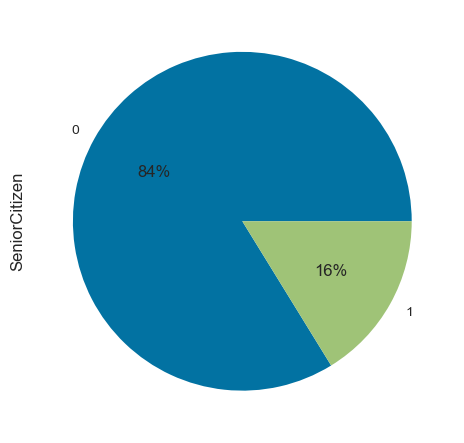 0
84%
SeniorCitizen
16%
1